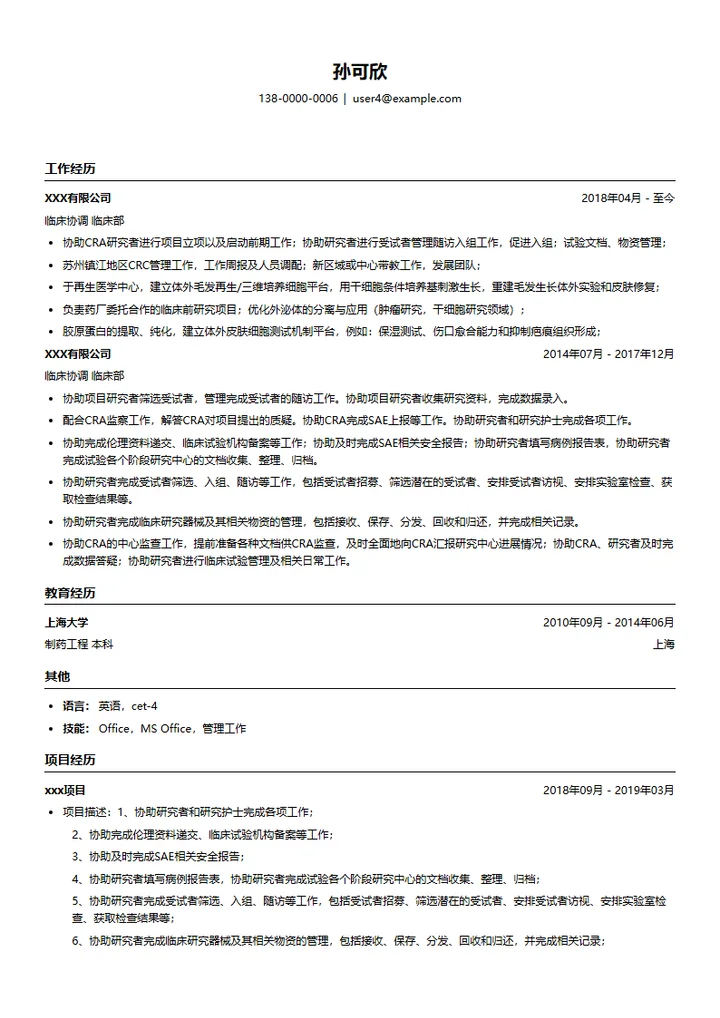 孙可欣
138-0000-0006 | user4@example.com
工作经历
XXX有限公司 2018年04月 - 至今
临床协调 临床部
• 协助CRA研究者进行项目立项以及启动前期工作；协助研究者进行受试者管理随访入组工作，促进入组；试验文档、物资管理；
• 苏州镇江地区CRC管理工作，工作周报及人员调配；新区域或中心带教工作，发展团队；
• 于再生医学中心，建立体外毛发再生/三维培养细胞平台，用干细胞条件培养基刺激生长，重建毛发生长体外实验和皮肤修复；
• 负责药厂委托合作的临床前研究项目；优化外泌体的分离与应用（肿瘤研究，干细胞研究领域）；
• 胶原蛋白的提取、纯化，建立体外皮肤细胞测试机制平台，例如：保湿测试、伤口愈合能力和抑制疤痕组织形成；
XXX有限公司 2014年07月 - 2017年12月
临床协调 临床部
• 协助项目研究者筛选受试者，管理完成受试者的随访工作。协助项目研究者收集研究资料，完成数据录入。
• 配合CRA监察工作，解答CRA对项目提出的质疑。协助CRA完成SAE上报等工作。协助研究者和研究护士完成各项工作。
• 协助完成伦理资料递交、临床试验机构备案等工作；协助及时完成SAE相关安全报告；协助研究者填写病例报告表，协助研究者
完成试验各个阶段研究中心的文档收集、整理、归档。
• 协助研究者完成受试者筛选、入组、随访等工作，包括受试者招募、筛选潜在的受试者、安排受试者访视、安排实验室检查、获
取检查结果等。
• 协助研究者完成临床研究器械及其相关物资的管理，包括接收、保存、分发、回收和归还，并完成相关记录。
• 协助CRA的中心监查工作，提前准备各种文档供CRA监查，及时全面地向CRA汇报研究中心进展情况；协助CRA、研究者及时完
成数据答疑；协助研究者进行临床试验管理及相关日常工作。
教育经历
上海大学 2010年09月 - 2014年06月
制药工程 本科 上海
其他
• 语言： 英语，cet-4
• 技能： Office，MS Office，管理工作
项目经历
xxx项目 2018年09月 - 2019年03月
• 项目描述：1、协助研究者和研究护士完成各项工作；
2、协助完成伦理资料递交、临床试验机构备案等工作；
3、协助及时完成SAE相关安全报告；
4、协助研究者填写病例报告表，协助研究者完成试验各个阶段研究中心的文档收集、整理、归档；
5、协助研究者完成受试者筛选、入组、随访等工作，包括受试者招募、筛选潜在的受试者、安排受试者访视、安排实验室检
查、获取检查结果等；
6、协助研究者完成临床研究器械及其相关物资的管理，包括接收、保存、分发、回收和归还，并完成相关记录；